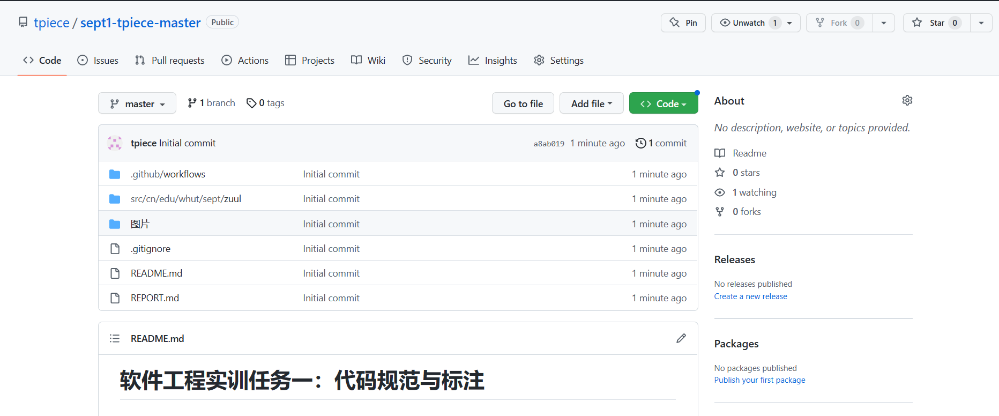 tpiece / sept1-tpiece-master Public Pin Unwatch 1 Fork 0 Star 0
Code Issues Pull requests Actions Projects Wiki Security Insights Settings
master 1 branch 0 tags Go to file Add file Code
tpiece Initial commit a8ab019 1 minute ago 1 commit
.github/workflows Initial commit 1 minute ago
src/cn/edu/whut/sept/zuul Initial commit 1 minute ago
图片 Initial commit 1 minute ago
.gitignore Initial commit 1 minute ago
README.md Initial commit 1 minute ago
REPORT.md Initial commit 1 minute ago
README.md
软件工程实训任务一：代码规范与标注
About
No description, website, or topics provided.
Readme
0 stars
1 watching
0 forks
Releases
No releases published
Create a new release
Packages
No packages published
Publish your first package